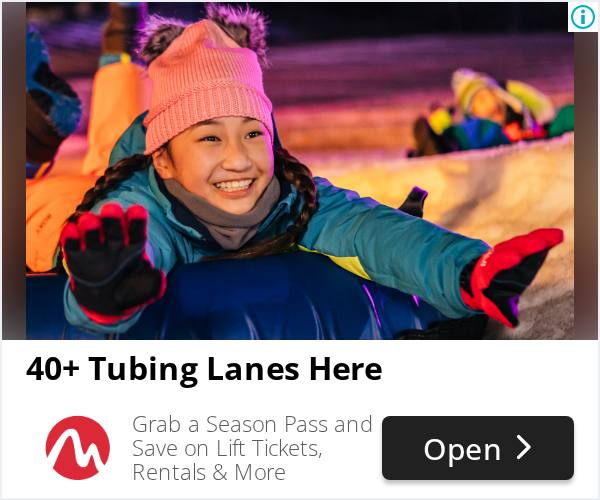 40+ Tubing Lanes Here
Grab a Season Pass and
Save on Lift Tickets,
Rentals & More
Open